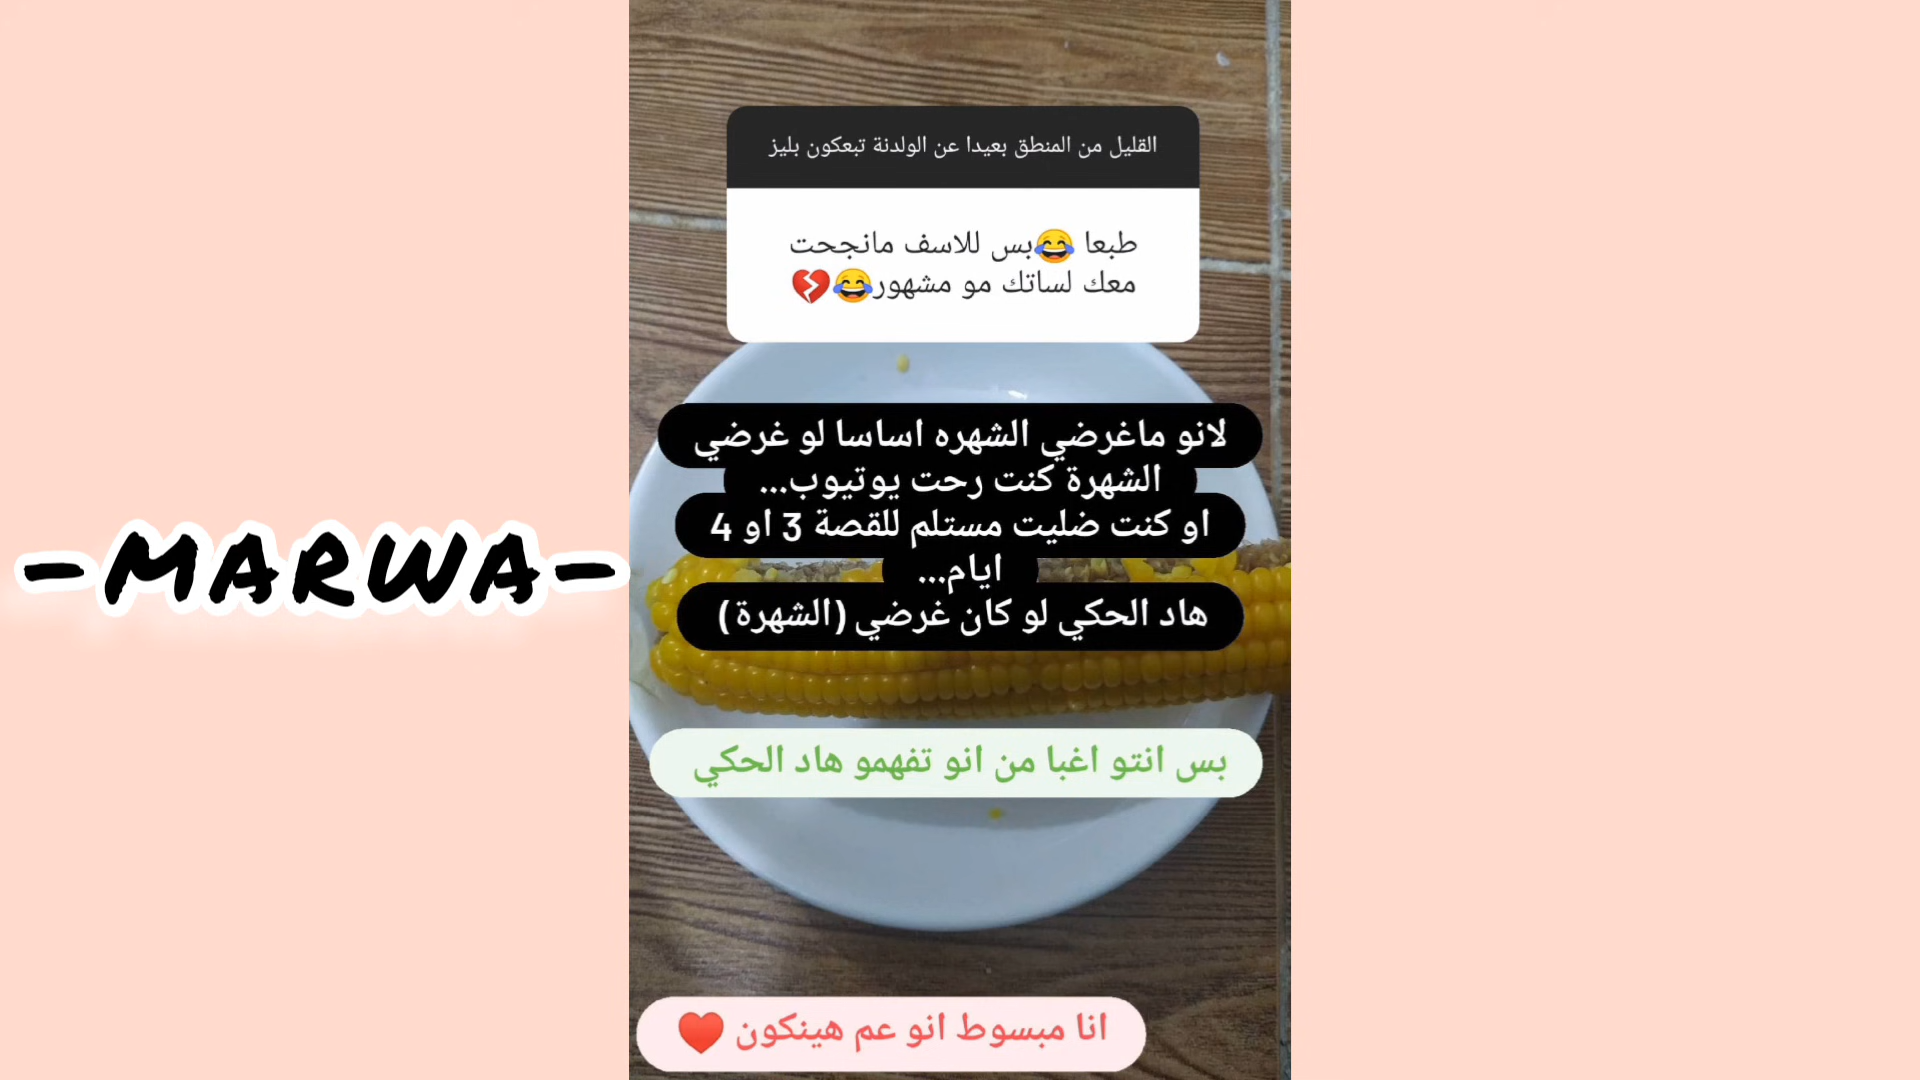 القليل من المنطق بعيدا عن الولدنة تبعكون بليز
طبعا 😂بس للاسف مانجحت
معك لساتك مو مشهور😂💔
لانو ماغرضي الشهره اساسا لو غرضي
الشهرة كنت رحت يوتيوب...
او كنت ضليت مستلم للقصة 3 او 4
ايام...
هاد الحكي لو كان غرضي (الشهرة)
-MARWA-
بس انتو اغبا من انو تفهمو هاد الحكي
انا مبسوط انو عم هينكون ♥️